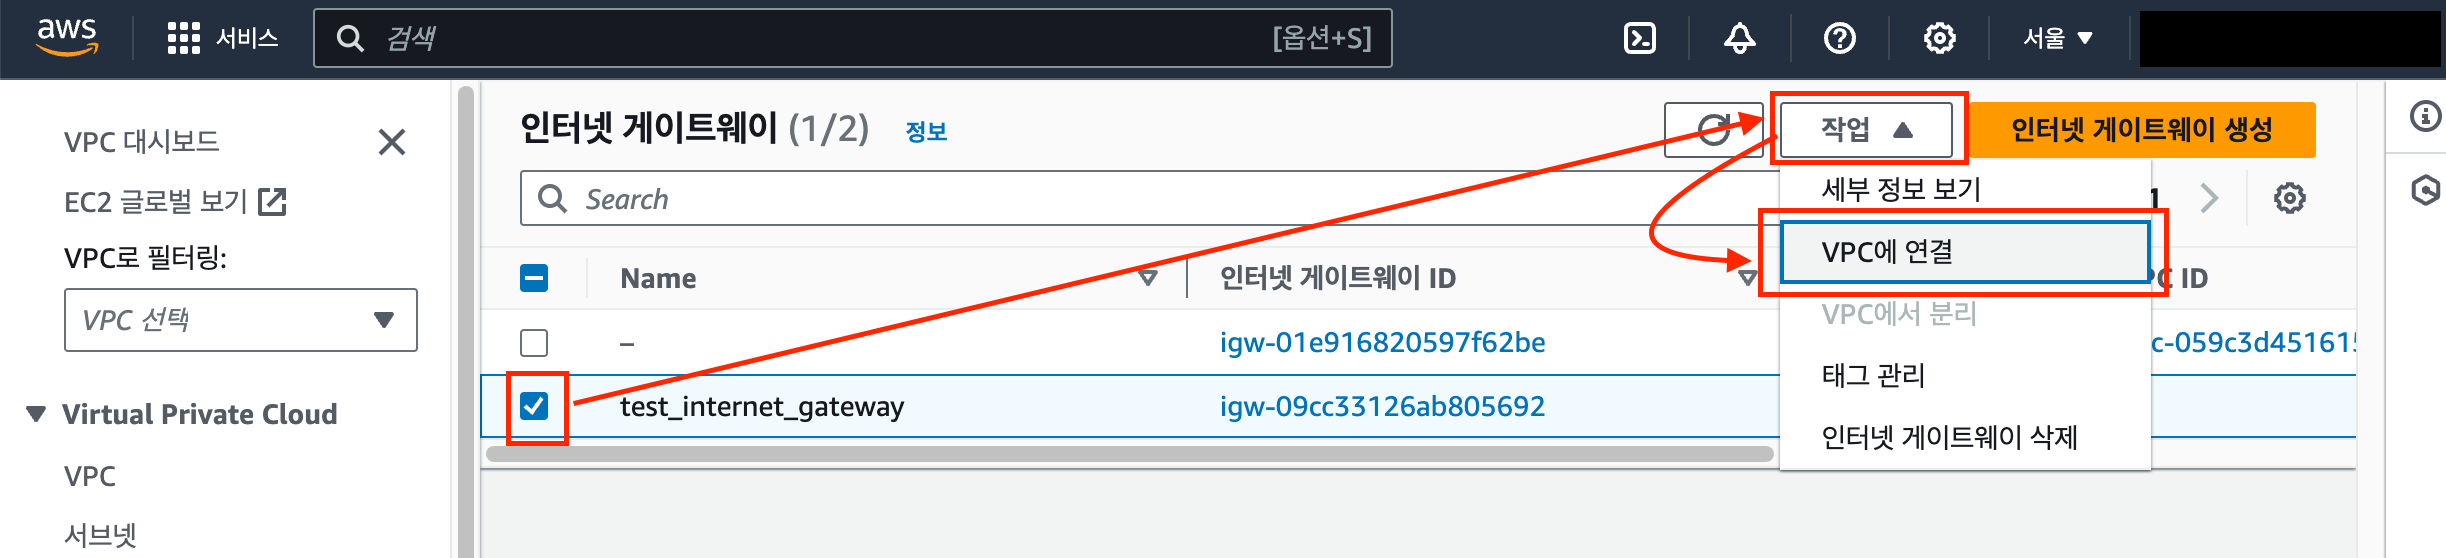 aws
서비스
검색
[옵션+S]
서울
VPC 대시보드
EC2 글로벌 보기
VPC로 필터링:
VPC 선택
Virtual Private Cloud
VPC
서브넷
인터넷 게이트웨이 (1/2) 정보
작업
인터넷 게이트웨이 생성
Search
1
세부 정보 보기
VPC에 연결
VPC에서 분리
태그 관리
인터넷 게이트웨이 삭제
Name 인터넷 게이트웨이 ID PC ID
– igw-01e916820597f62be c-059c3d451615
test_internet_gateway igw-09cc33126ab805692